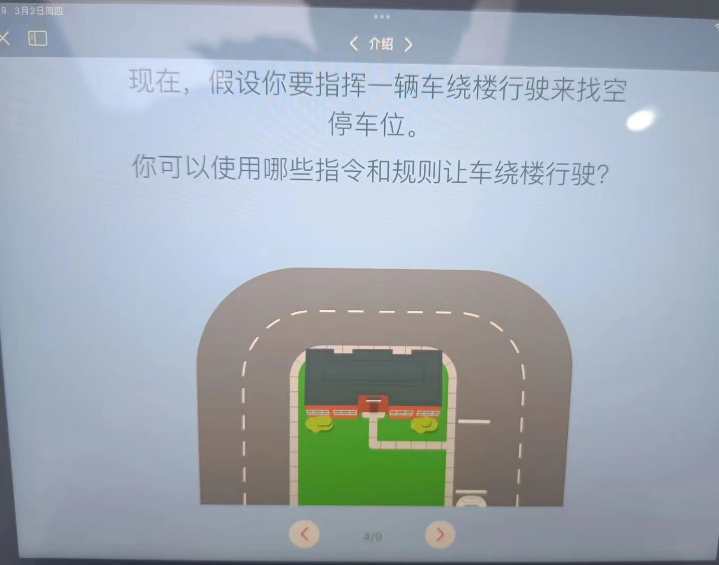 9 3月2日周四
介绍
现在，假设你要指挥一辆车绕楼行驶来找空
停车位。
你可以使用哪些指令和规则让车绕楼行驶？
4/9